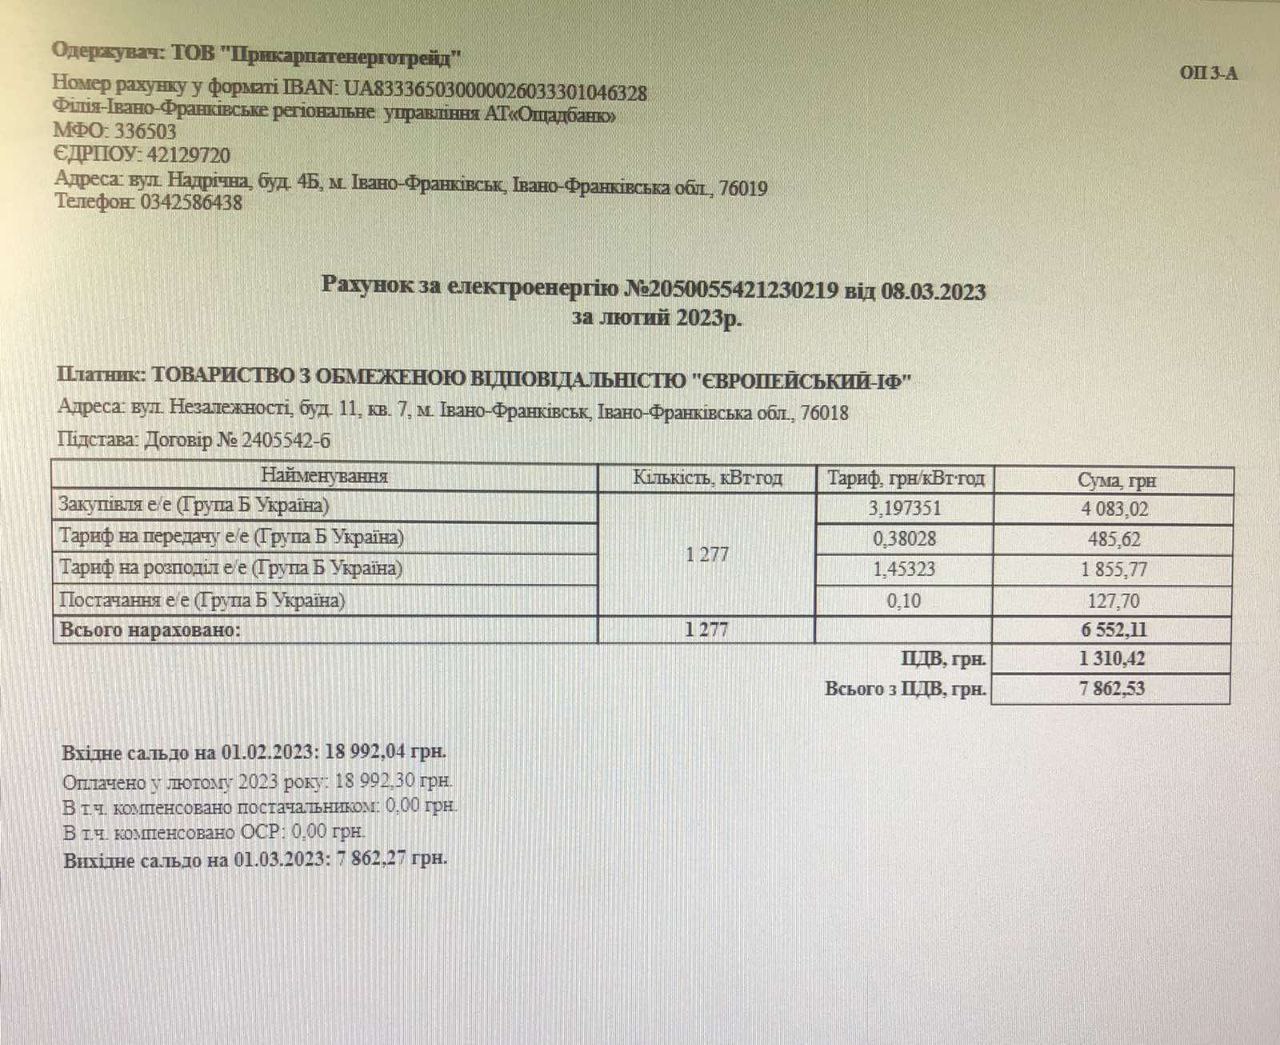 Одержувач: ТОВ "Прикарпатенерготрейд"
ОП 3-А
Номер рахунку у форматі IBAN: UA833365030000026033301046328
Філія-Івано-Франківське регіональне управління АТ«Ощадбанк»
МФО: 336503
ЄДРПОУ: 42129720
Адреса: вул. Надрічна, буд. 4Б, м. Івано-Франківськ, Івано-Франківська обл., 76019
Телефон: 0342586438
Рахунок за електроенергію №2050055421230219 від 08.03.2023
за лютий 2023р.
Платник: ТОВАРИСТВО З ОБМЕЖЕНОЮ ВІДПОВІДАЛЬНІСТЮ "ЄВРОПЕЙСЬКИЙ-ІФ"
Адреса: вул. Незалежності, буд. 11, кв. 7, м. Івано-Франківськ, Івано-Франківська обл., 76018
Підстава: Договір № 2405542-б
Найменування Кількість, кВт·год Тариф, грн/кВт·год Сума, грн
Закупівля е/е (Група Б Україна) 3,197351 4 083,02
Тариф на передачу е/е (Група Б Україна) 0,38028 485,62
1 277
Тариф на розподіл е/е (Група Б Україна) 1,45323 1 855,77
Постачання е/е (Група Б Україна) 0,10 127,70
Всього нараховано: 1 277 6 552,11
ПДВ, грн. 1 310,42
Всього з ПДВ, грн. 7 862,53
Вхідне сальдо на 01.02.2023: 18 992,04 грн.
Оплачено у лютому 2023 року: 18 992,30 грн.
В т.ч. компенсовано постачальником: 0,00 грн.
В т.ч. компенсовано ОСР: 0,00 грн.
Вихідне сальдо на 01.03.2023: 7 862,27 грн.